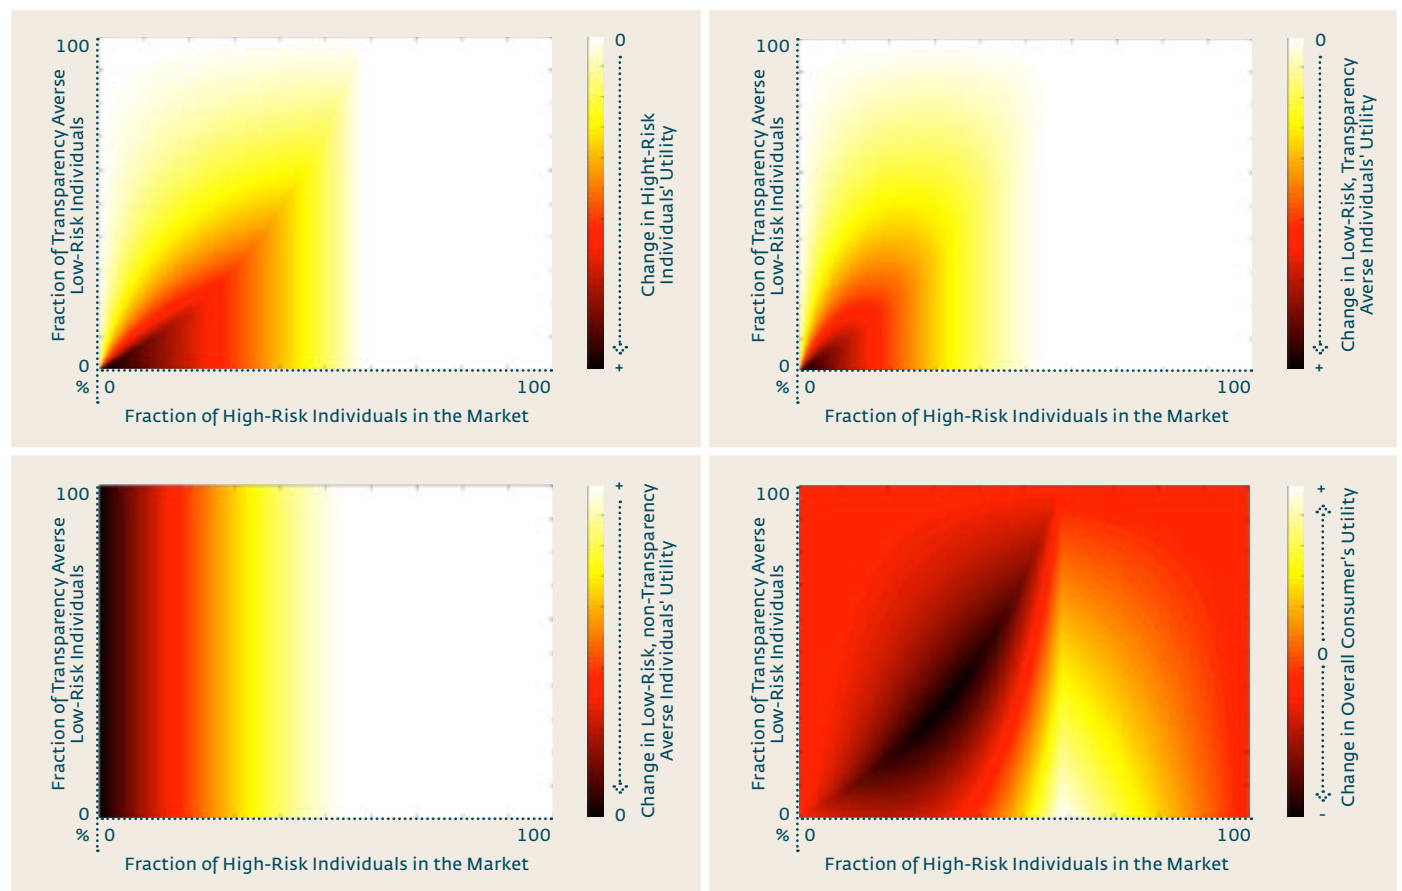 100
Fraction of Transparency Averse
Low-Risk Individuals
0
% 0
100
Fraction of High-Risk Individuals in the Market
0
+
Change in Hight-Risk
Individuals' Utility
100
Fraction of Transparency Averse
Low-Risk Individuals
0
% 0
100
Fraction of High-Risk Individuals in the Market
0
+
Change in Low-Risk, Transparency
Averse Individuals' Utility
100
Fraction of Transparency Averse
Low-Risk Individuals
0
% 0
100
Fraction of High-Risk Individuals in the Market
+
0
Change in Low-Risk, non-Transparency
Averse Individuals' Utility
100
Fraction of Transparency Averse
Low-Risk Individuals
0
% 0
100
Fraction of High-Risk Individuals in the Market
+
0
-
Change in Overall Consumer's Utility